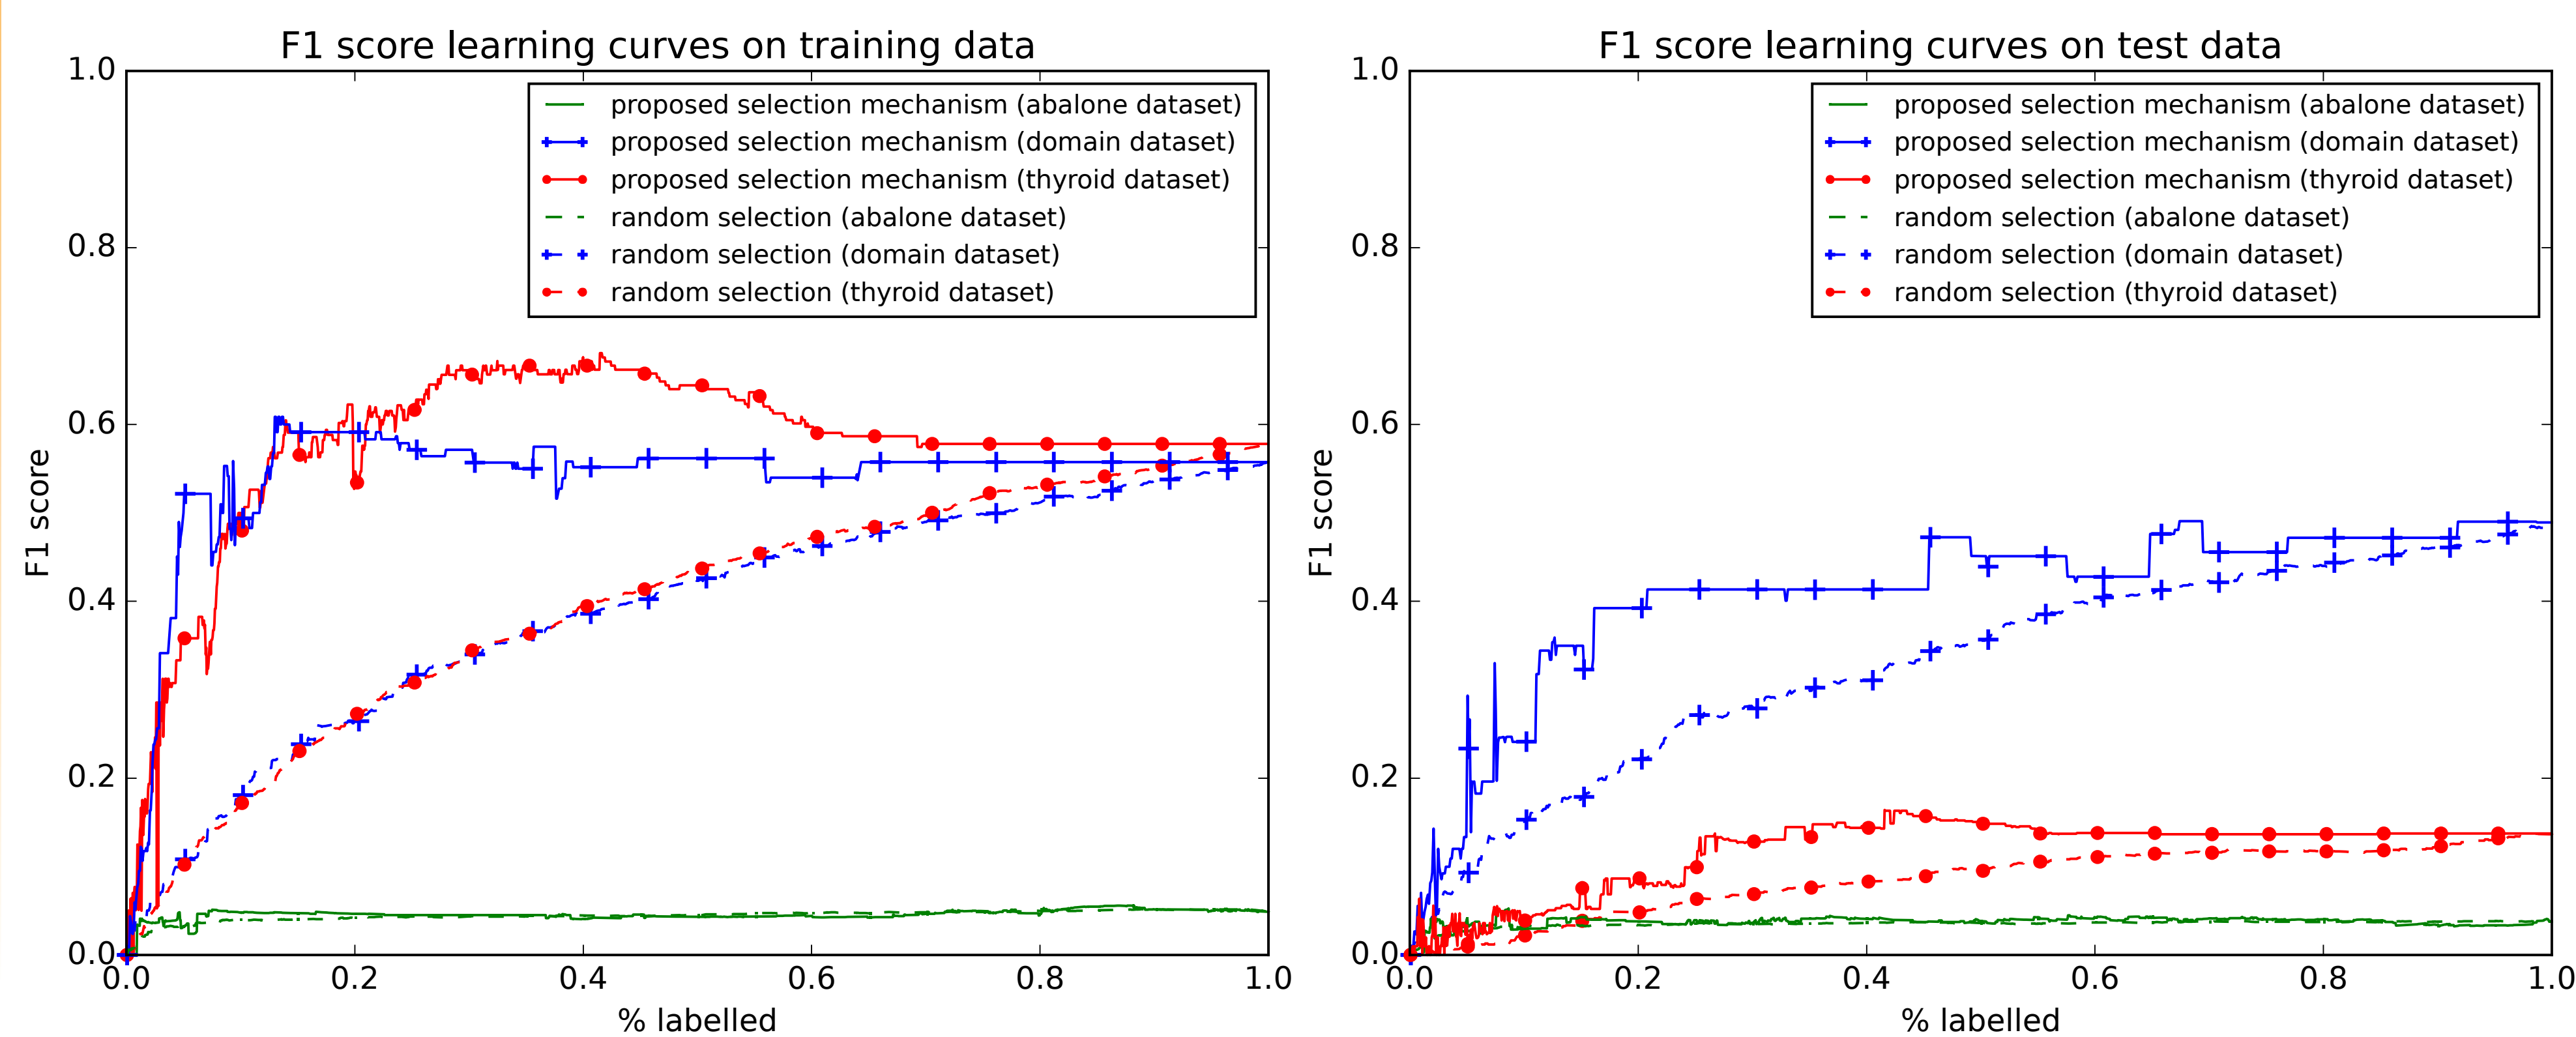 F1 score learning curves on training data
1.0
0.8
0.6
0.4
0.2
0.0
F1 score
proposed selection mechanism (abalone dataset)
proposed selection mechanism (domain dataset)
proposed selection mechanism (thyroid dataset)
random selection (abalone dataset)
random selection (domain dataset)
random selection (thyroid dataset)
0.0 0.2 0.4 0.6 0.8 1.0
% labelled
F1 score learning curves on test data
1.0
0.8
0.6
0.4
0.2
0.0
F1 score
proposed selection mechanism (abalone dataset)
proposed selection mechanism (domain dataset)
proposed selection mechanism (thyroid dataset)
random selection (abalone dataset)
random selection (domain dataset)
random selection (thyroid dataset)
0.0 0.2 0.4 0.6 0.8 1.0
% labelled